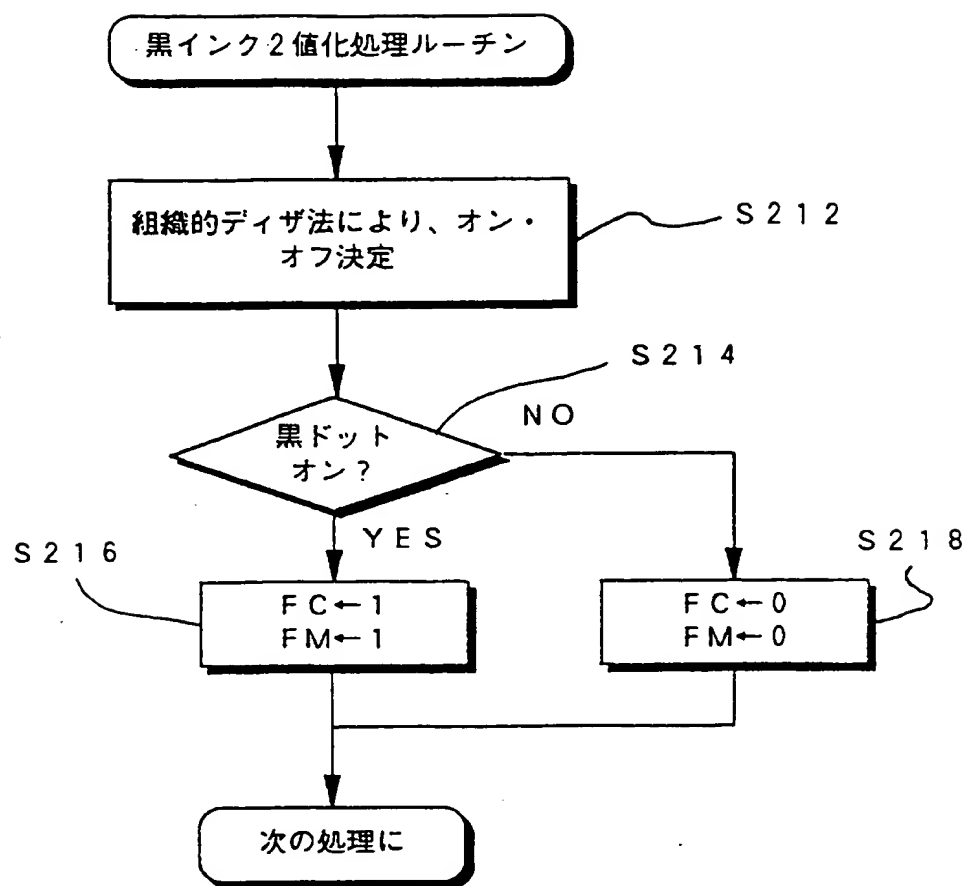 黒インク2値化処理ルーチン
組織的ディザ法により、オン・
オフ決定
S212
S214
黒ドット
オン?
NO
YES
S216
FC←1
FM←1
S218
FC←0
FM←0
次の処理に